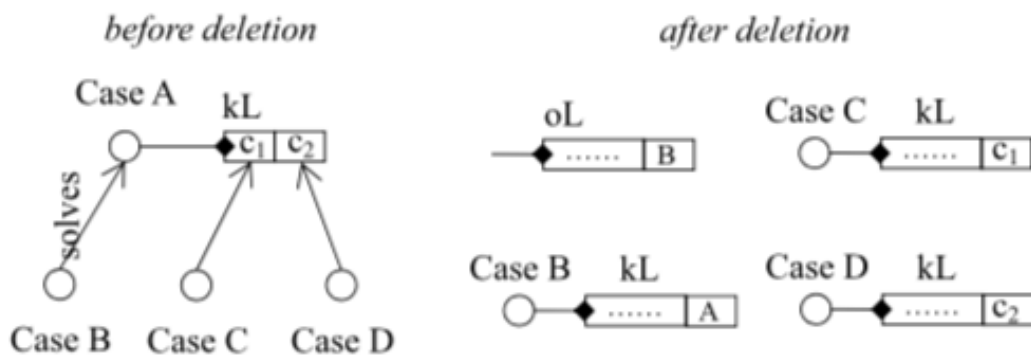 before deletion
after deletion
Case A
kL
c₁ c₂
solves
Case B Case C Case D
oL
...... B
Case C kL
...... c₁
Case B kL
...... A
Case D kL
...... c₂